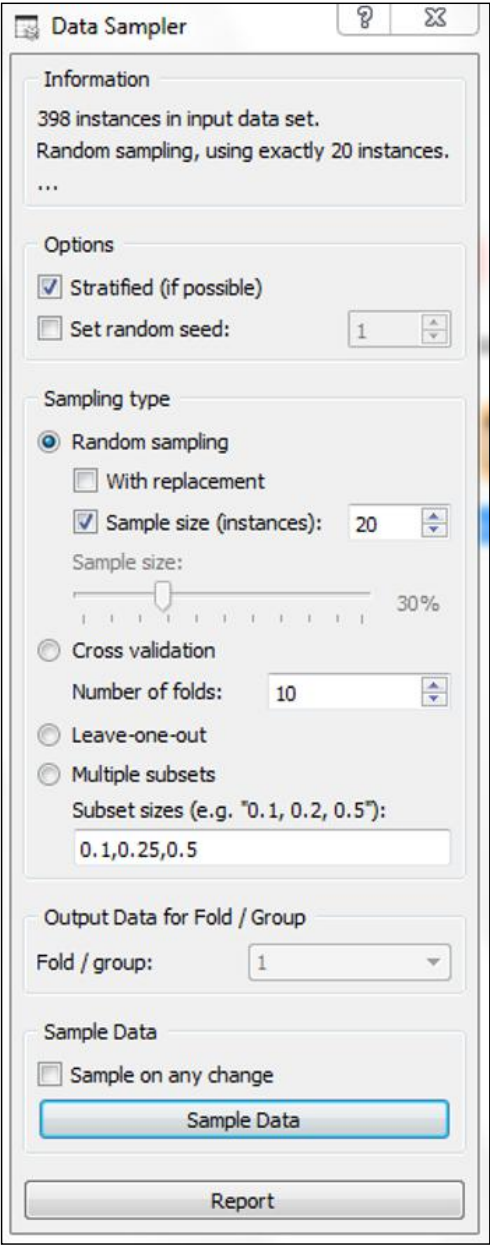 Data Sampler
Information
398 instances in input data set.
Random sampling, using exactly 20 instances.
...
Options
Stratified (if possible)
Set random seed: 1
Sampling type
Random sampling
With replacement
Sample size (instances): 20
Sample size:
30%
Cross validation
Number of folds: 10
Leave-one-out
Multiple subsets
Subset sizes (e.g. "0.1, 0.2, 0.5"):
0.1,0.25,0.5
Output Data for Fold / Group
Fold / group: 1
Sample Data
Sample on any change
Sample Data
Report